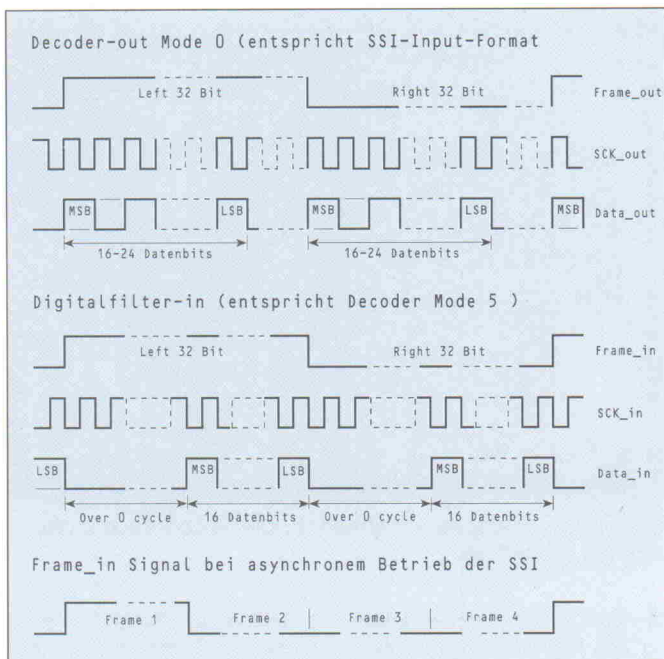 Decoder-out Mode 0 (entspricht SSI-Input-Format
Left 32 Bit
Right 32 Bit
Frame_out
SCK_out
MSB
LSB
MSB
LSB
MSB
Data_out
16-24 Datenbits
16-24 Datenbits
Digitalfilter-in (entspricht Decoder Mode 5 )
Left 32 Bit
Right 32 Bit
Frame_in
SCK_in
LSB
MSB
LSB
MSB
LSB
Data_in
Over 0 cycle
16 Datenbits
Over 0 cycle
16 Datenbits
Frame_in Signal bei asynchronem Betrieb der SSI
Frame 1
Frame 2
Frame 3
Frame 4